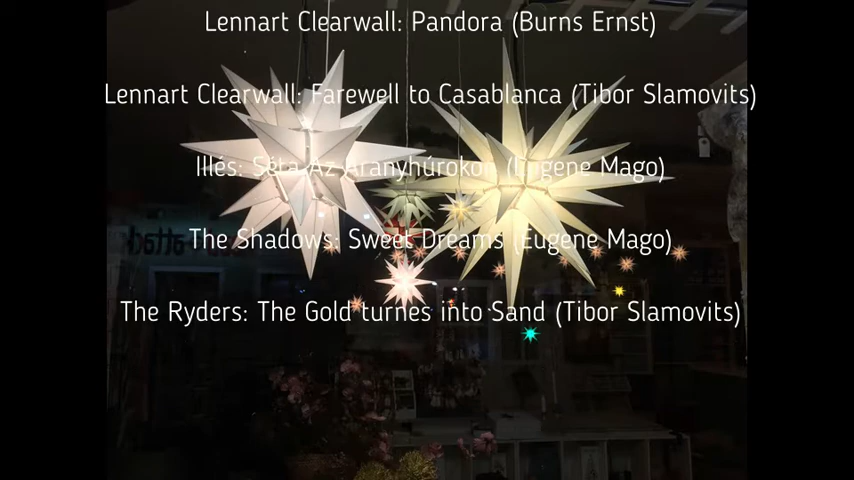 Lennart Clearwall: Pandora (Burns Ernst)
Lennart Clearwall: Farewell to Casablanca (Tibor Slamovits)
Illés: Séta Az Aranyhúrokon (Eugene Mago)
The Shadows: Sweet Dreams (Eugene Mago)
The Ryders: The Gold turnes into Sand (Tibor Slamovits)